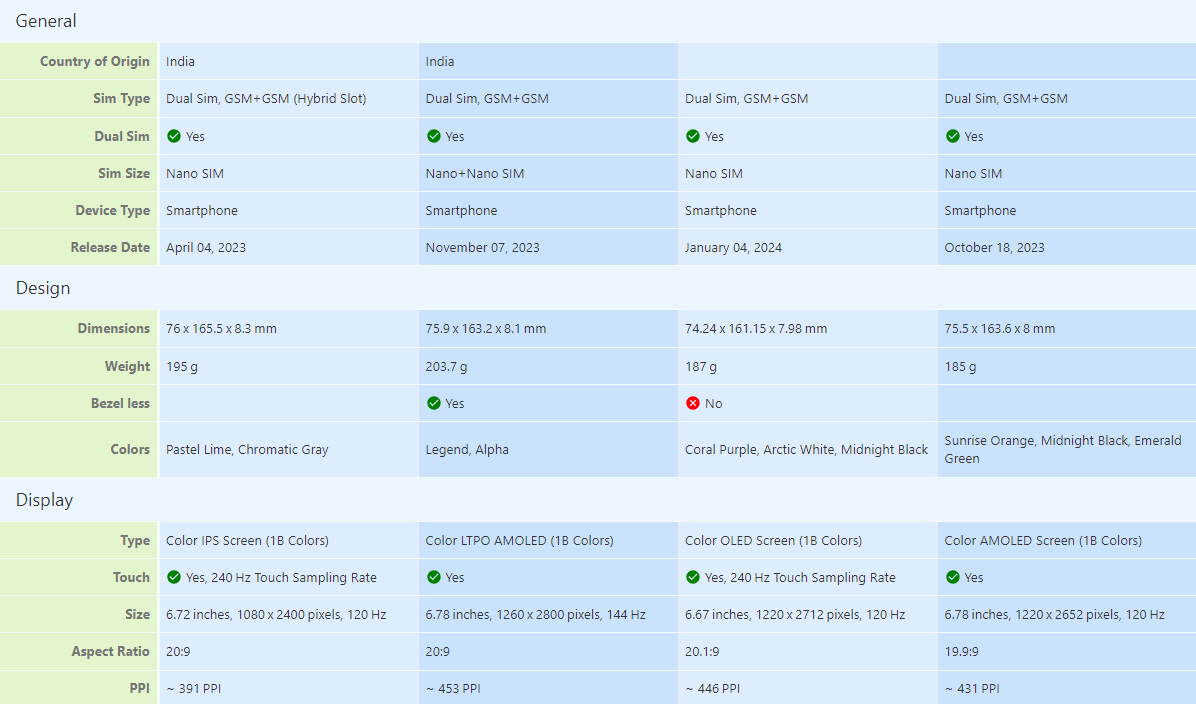 General
Country of Origin India India
Sim Type Dual Sim, GSM+GSM (Hybrid Slot) Dual Sim, GSM+GSM Dual Sim, GSM+GSM Dual Sim, GSM+GSM
Dual Sim Yes Yes Yes Yes
Sim Size Nano SIM Nano+Nano SIM Nano SIM Nano SIM
Device Type Smartphone Smartphone Smartphone Smartphone
Release Date April 04, 2023 November 07, 2023 January 04, 2024 October 18, 2023
Design
Dimensions 76 x 165.5 x 8.3 mm 75.9 x 163.2 x 8.1 mm 74.24 x 161.15 x 7.98 mm 75.5 x 163.6 x 8 mm
Weight 195 g 203.7 g 187 g 185 g
Bezel less Yes No
Colors Pastel Lime, Chromatic Gray Legend, Alpha Coral Purple, Arctic White, Midnight Black Sunrise Orange, Midnight Black, Emerald
Green
Display
Type Color IPS Screen (1B Colors) Color LTPO AMOLED (1B Colors) Color OLED Screen (1B Colors) Color AMOLED Screen (1B Colors)
Touch Yes, 240 Hz Touch Sampling Rate Yes Yes, 240 Hz Touch Sampling Rate Yes
Size 6.72 inches, 1080 x 2400 pixels, 120 Hz 6.78 inches, 1260 x 2800 pixels, 144 Hz 6.67 inches, 1220 x 2712 pixels, 120 Hz 6.78 inches, 1220 x 2652 pixels, 120 Hz
Aspect Ratio 20:9 20:9 20.1:9 19.9:9
PPI ~ 391 PPI ~ 453 PPI ~ 446 PPI ~ 431 PPI